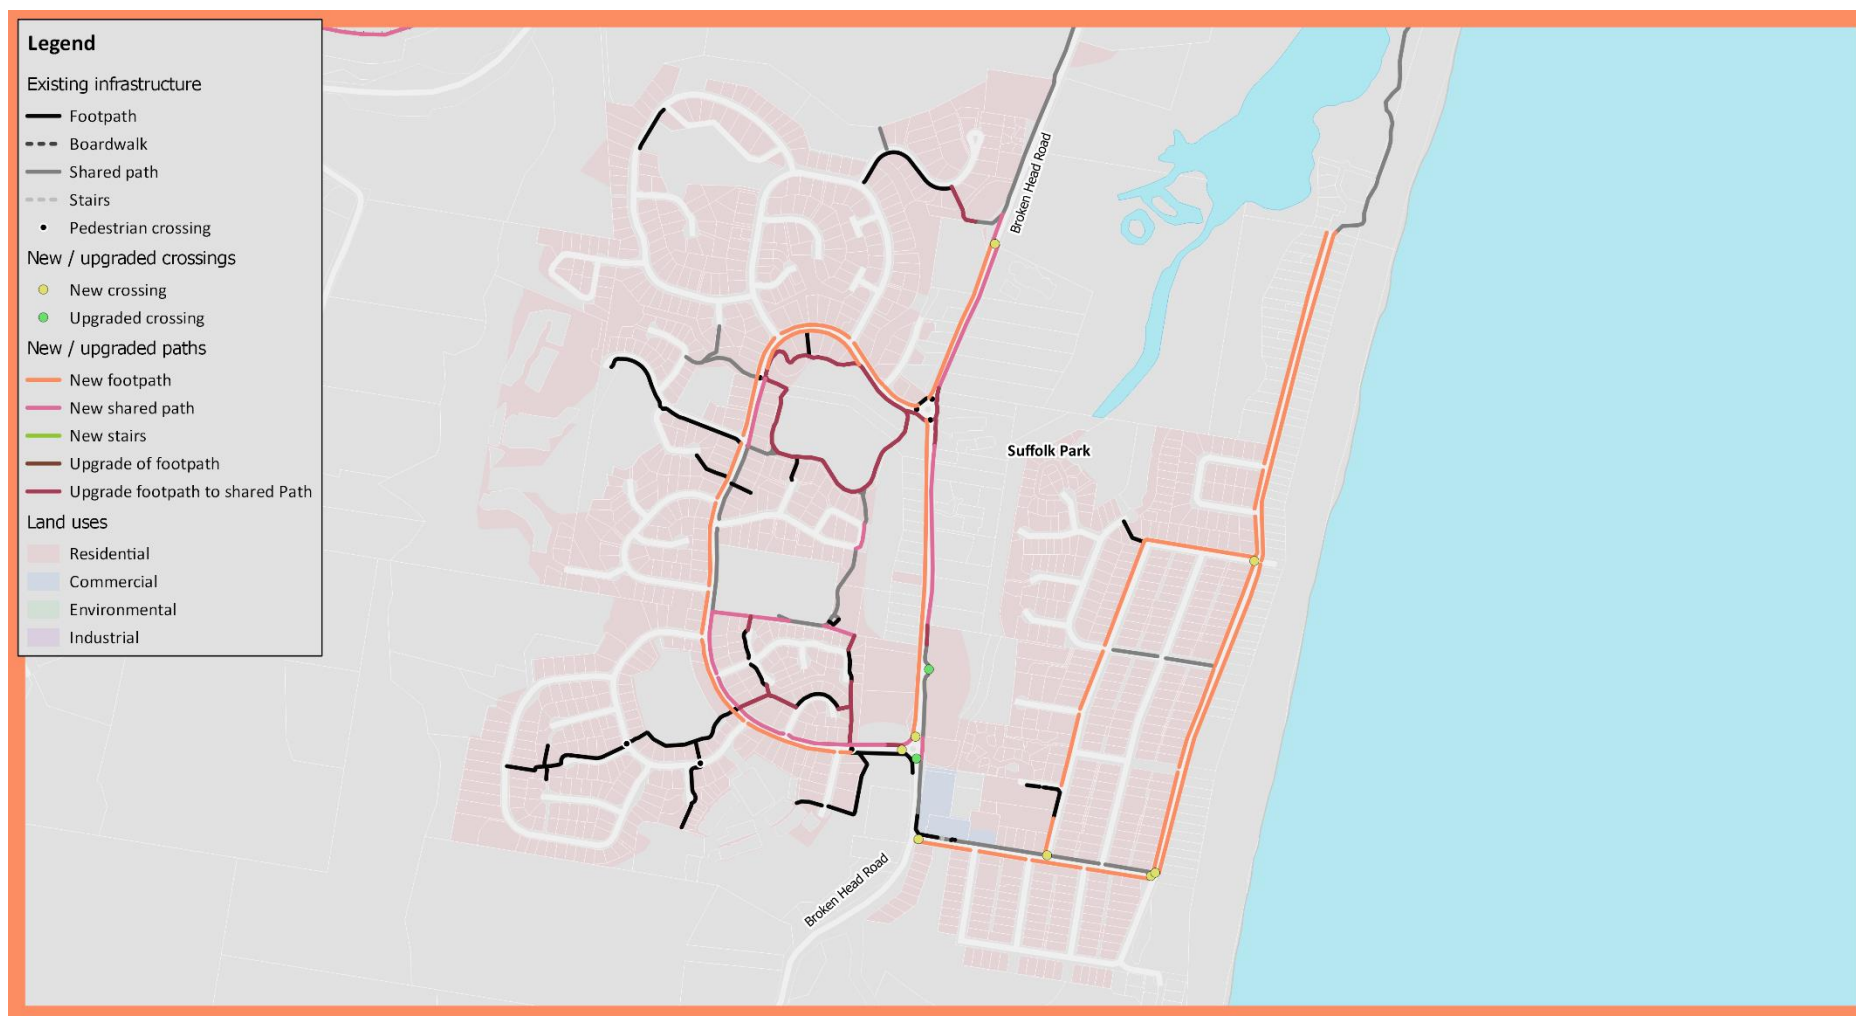 Legend
Existing infrastructure
Footpath
Boardwalk
Shared path
Stairs
Pedestrian crossing
New / upgraded crossings
New crossing
Upgraded crossing
New / upgraded paths
New footpath
New shared path
New stairs
Upgrade of footpath
Upgrade footpath to shared Path
Land uses
Residential
Commercial
Environmental
Industrial
Broken Head Road
Suffolk Park
Broken Head Road